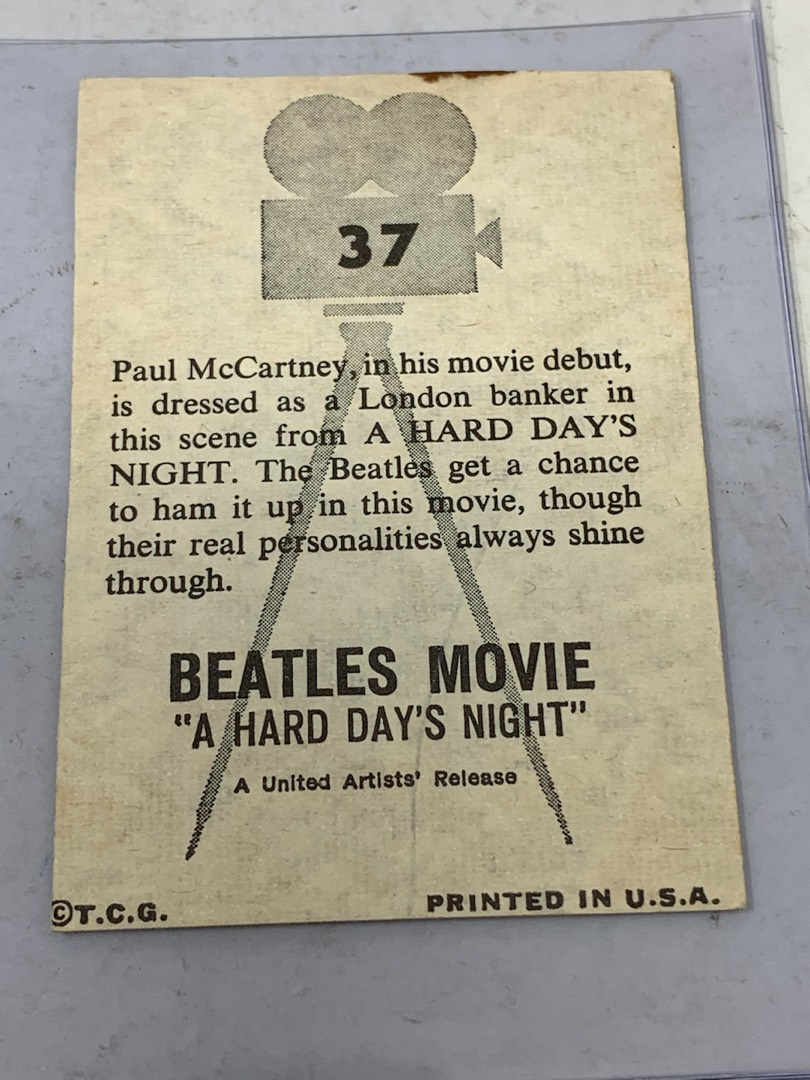 37
Paul McCartney, in his movie debut,
is dressed as a London banker in
this scene from A HARD DAY'S
NIGHT. The Beatles get a chance
to ham it up in this movie, though
their real personalities always shine
through.
BEATLES MOVIE
"A HARD DAY'S NIGHT"
A United Artists' Release
©T.C.G.
PRINTED IN U.S.A.